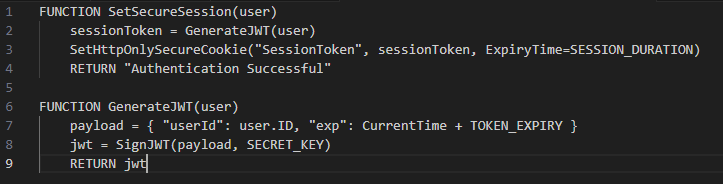 1 FUNCTION SetSecureSession(user)
2 sessionToken = GenerateJWT(user)
3 SetHttpOnlySecureCookie("SessionToken", sessionToken, ExpiryTime=SESSION_DURATION)
4 RETURN "Authentication Successful"
5
6 FUNCTION GenerateJWT(user)
7 payload = { "userId": user.ID, "exp": CurrentTime + TOKEN_EXPIRY }
8 jwt = SignJWT(payload, SECRET_KEY)
9 RETURN jwt